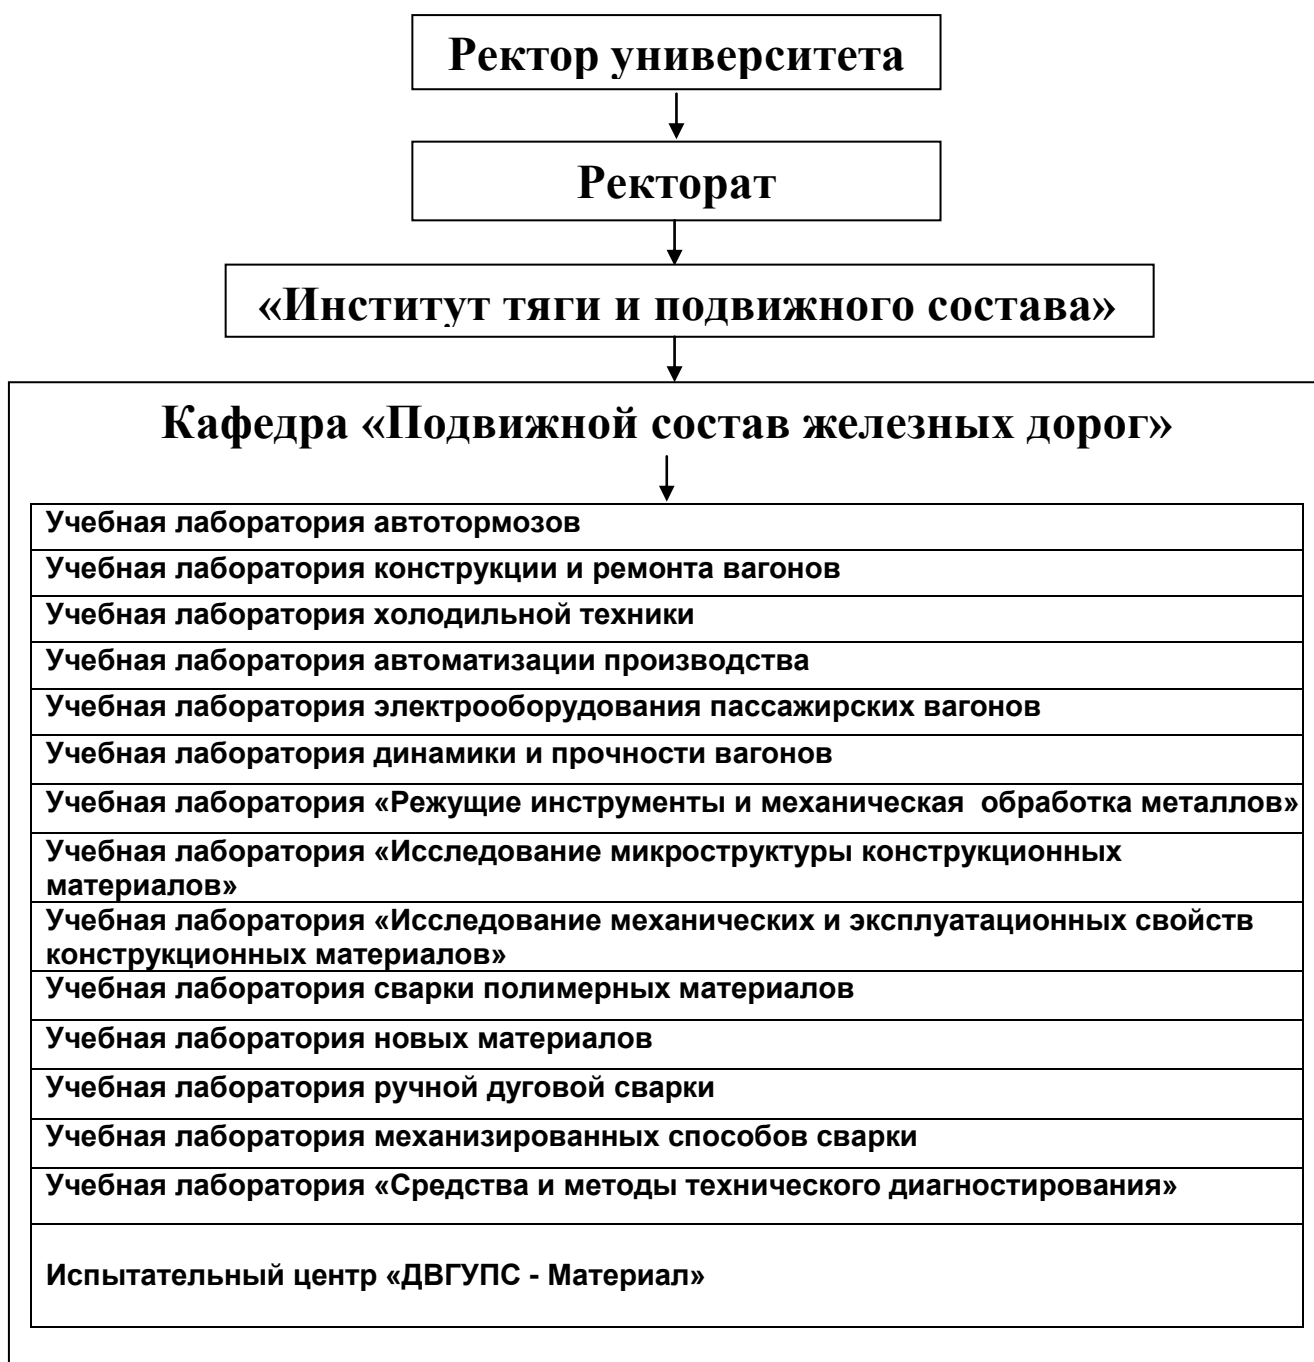 Ректор университета
Ректорат
«Институт тяги и подвижного состава»
Кафедра «Подвижной состав железных дорог»
Учебная лаборатория автотормозов
Учебная лаборатория конструкции и ремонта вагонов
Учебная лаборатория холодильной техники
Учебная лаборатория автоматизации производства
Учебная лаборатория электрооборудования пассажирских вагонов
Учебная лаборатория динамики и прочности вагонов
Учебная лаборатория «Режущие инструменты и механическая  обработка металлов»
Учебная лаборатория «Исследование микроструктуры конструкционных
материалов»
Учебная лаборатория «Исследование механических и эксплуатационных свойств
конструкционных материалов»
Учебная лаборатория сварки полимерных материалов
Учебная лаборатория новых материалов
Учебная лаборатория ручной дуговой сварки
Учебная лаборатория механизированных способов сварки
Учебная лаборатория «Средства и методы технического диагностирования»
Испытательный центр «ДВГУПС - Материал»